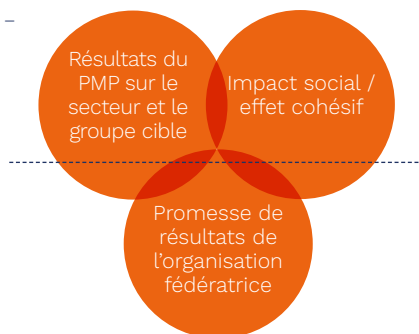 Résultats du
PMP sur le
secteur et le
groupe cible
Impact social /
effet cohésif
Promesse de
résultats de
l’organisation
fédératrice